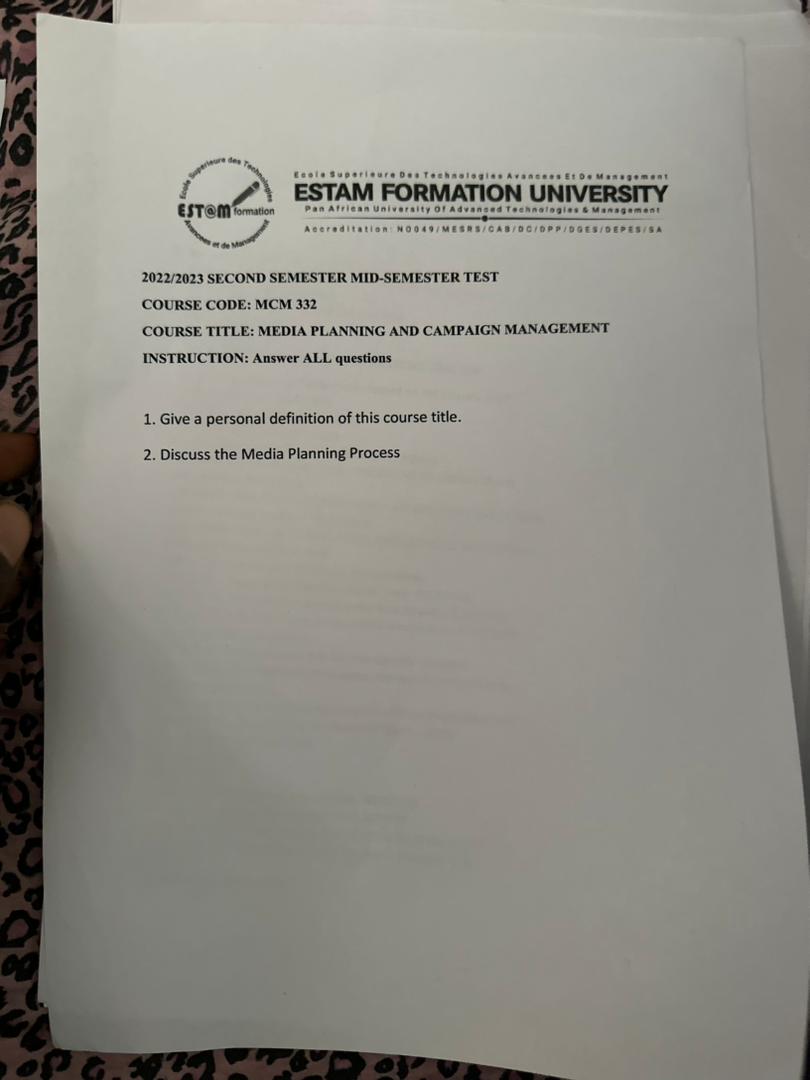 Ecole Superieure des Technologies
EST@M formation
Avancees et de Management
Ecole Superieure Des Technologies Avancees Et De Management
ESTAM FORMATION UNIVERSITY
Pan African University Of Advanced Technologies & Management
Accreditation: N0049/MESRS/CAB/DC/DPP/DGES/DEPES/SA
2022/2023 SECOND SEMESTER MID-SEMESTER TEST
COURSE CODE: MCM 332
COURSE TITLE: MEDIA PLANNING AND CAMPAIGN MANAGEMENT
INSTRUCTION: Answer ALL questions
1. Give a personal definition of this course title.
2. Discuss the Media Planning Process